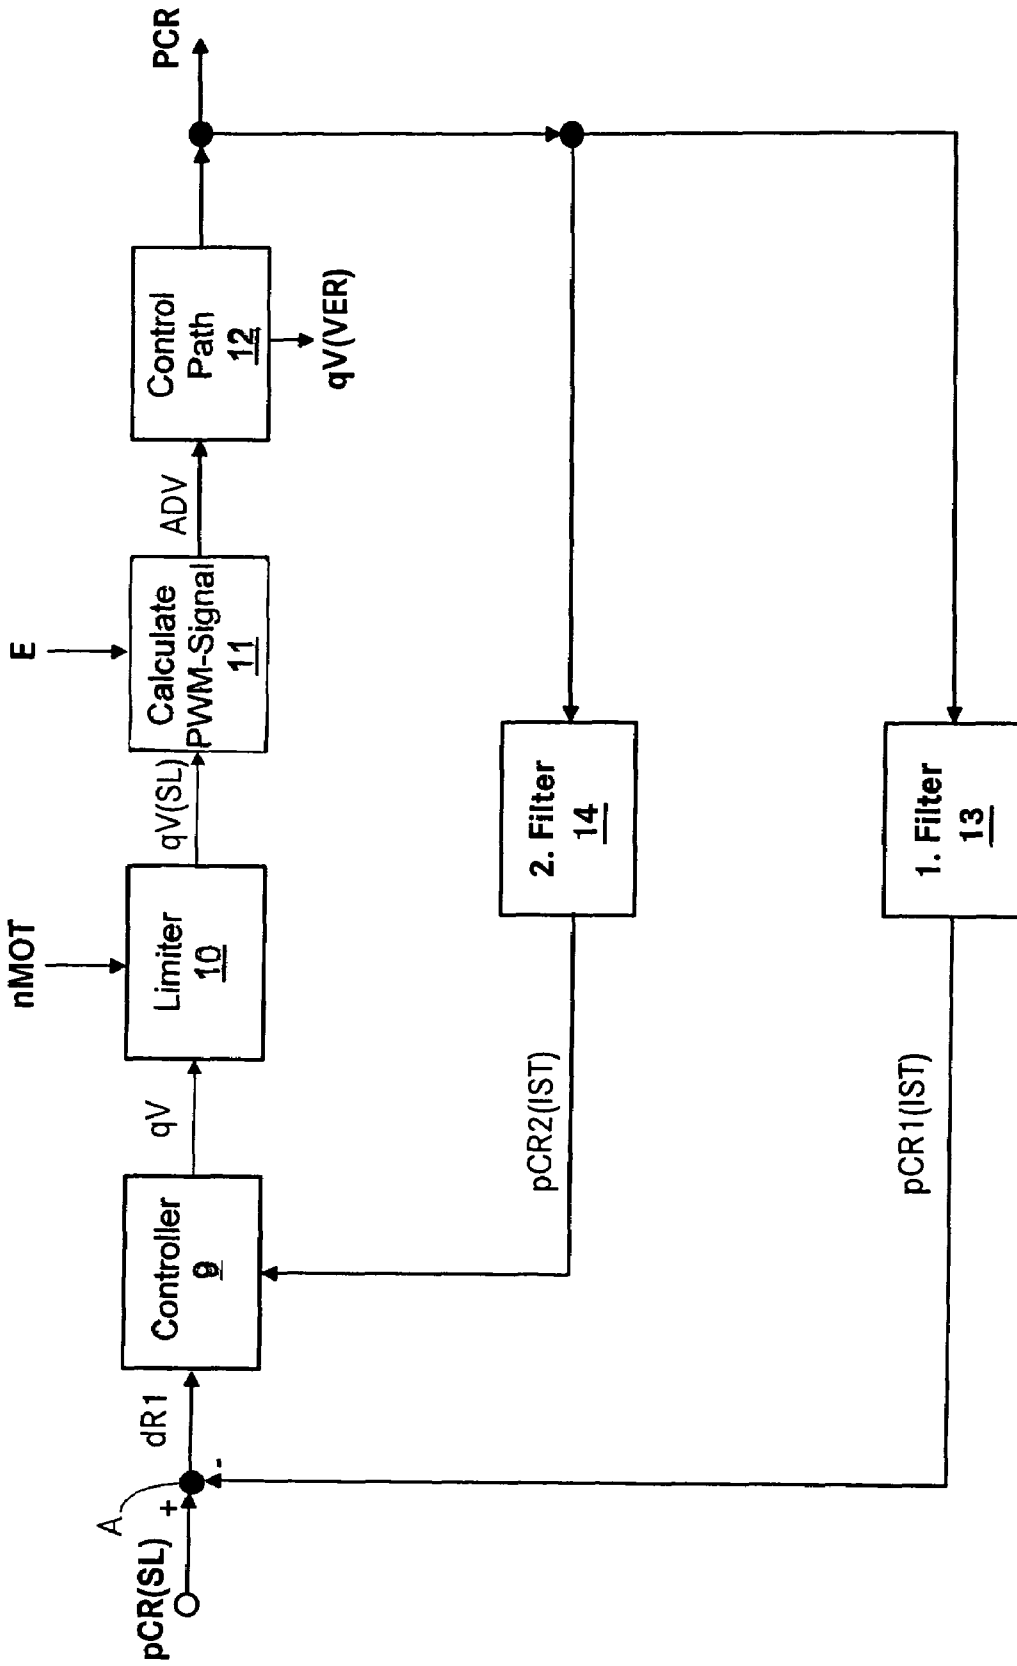 pCR(SL)
A
+
-
dR1
Controller
9
qV
nMOT
Limiter
10
qV(SL)
E
Calculate
PWM-Signal
11
ADV
Control
Path
12
qV(VER)
PCR
pCR2(IST)
2. Filter
14
pCR1(IST)
1. Filter
13